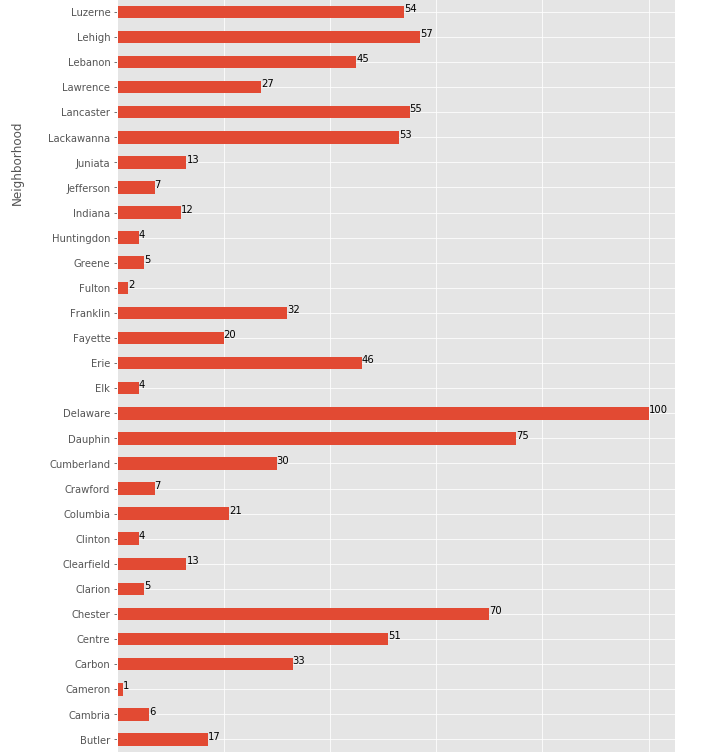 Neighborhood
Luzerne 54
Lehigh 57
Lebanon 45
Lawrence 27
Lancaster 55
Lackawanna 53
Juniata 13
Jefferson 7
Indiana 12
Huntingdon 4
Greene 5
Fulton 2
Franklin 32
Fayette 20
Erie 46
Elk 4
Delaware 100
Dauphin 75
Cumberland 30
Crawford 7
Columbia 21
Clinton 4
Clearfield 13
Clarion 5
Chester 70
Centre 51
Carbon 33
Cameron 1
Cambria 6
Butler 17